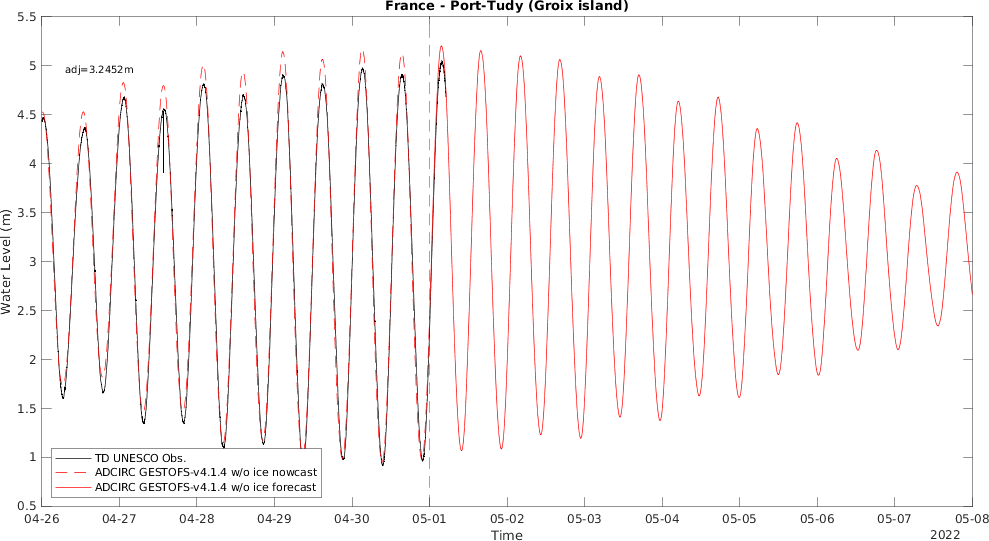 France - Port-Tudy (Groix island)
5.5
5
4.5
4
3.5
3
2.5
2
1.5
1
0.5
Water Level (m)
adj=3.2452m
TD UNESCO Obs.
ADCIRC GESTOFS-v4.1.4 w/o ice nowcast
ADCIRC GESTOFS-v4.1.4 w/o ice forecast
04-26 04-27 04-28 04-29 04-30 05-01 05-02 05-03 05-04 05-05 05-06 05-07 05-08
Time
2022